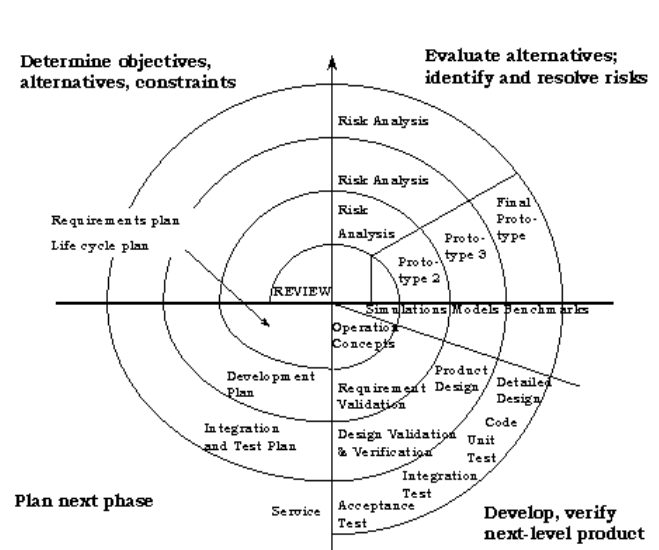 Determine objectives,
alternatives, constraints
Evaluate alternatives;
identify and resolve risks
Risk Analysis
Risk Analysis
Risk
Analysis
Requirements plan
Life cycle plan
Final
Proto-
type
Proto-
type 3
Proto-
type 2
REVIEW
Simulations Models Benchmarks
Operation
Concepts
Development
Plan
Requirement
Validation
Product
Design
Detailed
Design
Integration
and Test Plan
Design Validation
& Verification
Code
Unit
Test
Integration
Test
Service
Acceptance
Test
Plan next phase
Develop, verify
next-level product